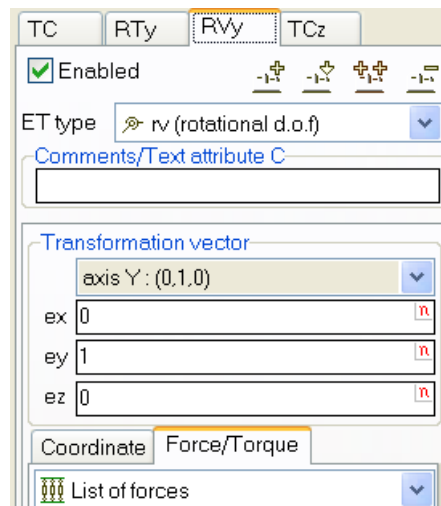 TC RTy RVy TCz
Enabled
ET type rv (rotational d.o.f)
Comments/Text attribute C
Transformation vector
axis Y : (0,1,0)
ex 0 n
ey 1 n
ez 0 n
Coordinate Force/Torque
List of forces